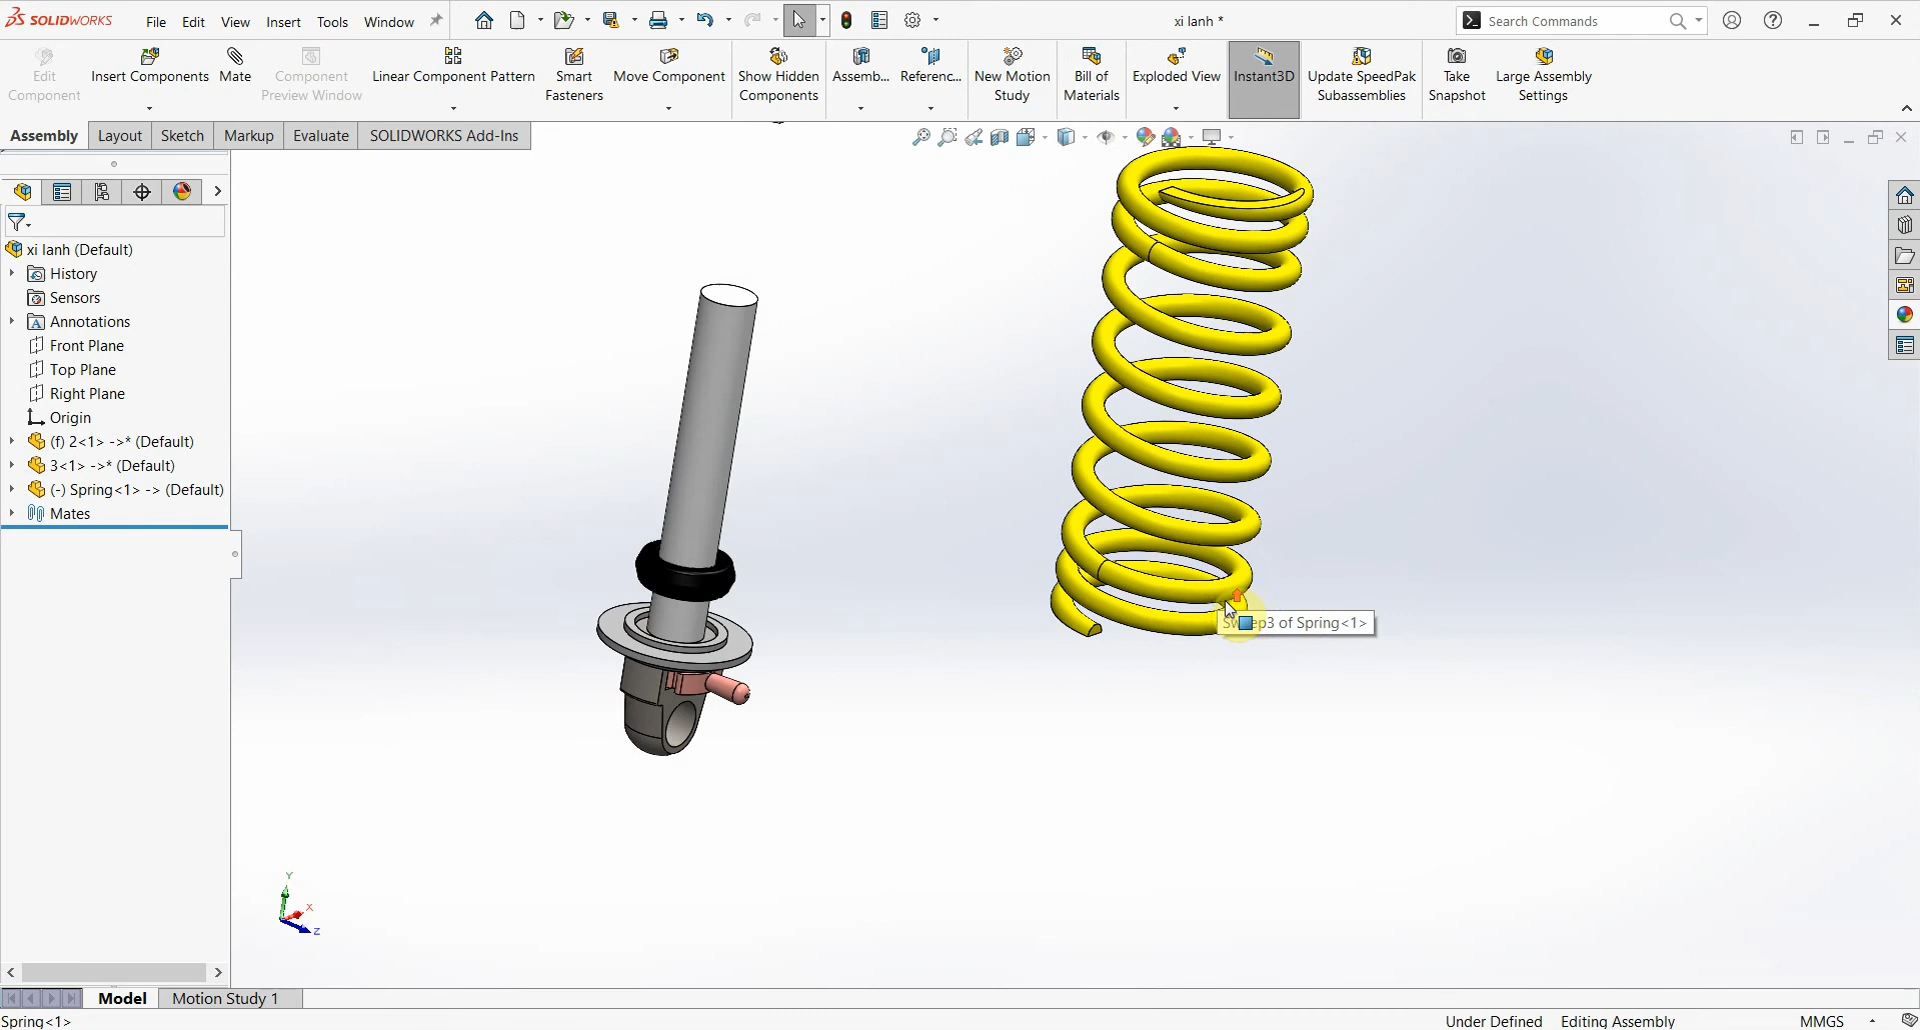 SOLIDWORKS File Edit View Insert Tools Window xi lanh * Search Commands
Edit Component
Insert Components
Mate
Component Preview Window
Linear Component Pattern
Smart Fasteners
Move Component
Show Hidden Components
Assemb...
Referenc...
New Motion Study
Bill of Materials
Exploded View
Instant3D
Update SpeedPak Subassemblies
Take Snapshot
Large Assembly Settings
Assembly Layout Sketch Markup Evaluate SOLIDWORKS Add-Ins
xi lanh (Default)
History
Sensors
A Annotations
Front Plane
Top Plane
Right Plane
Origin
(f) 2<1> ->* (Default)
3<1> ->* (Default)
(-) Spring<1> -> (Default)
Mates
Sweep3 of Spring<1>
Y
X
Z
Model Motion Study 1
Spring<1> Under Defined Editing Assembly MMGS